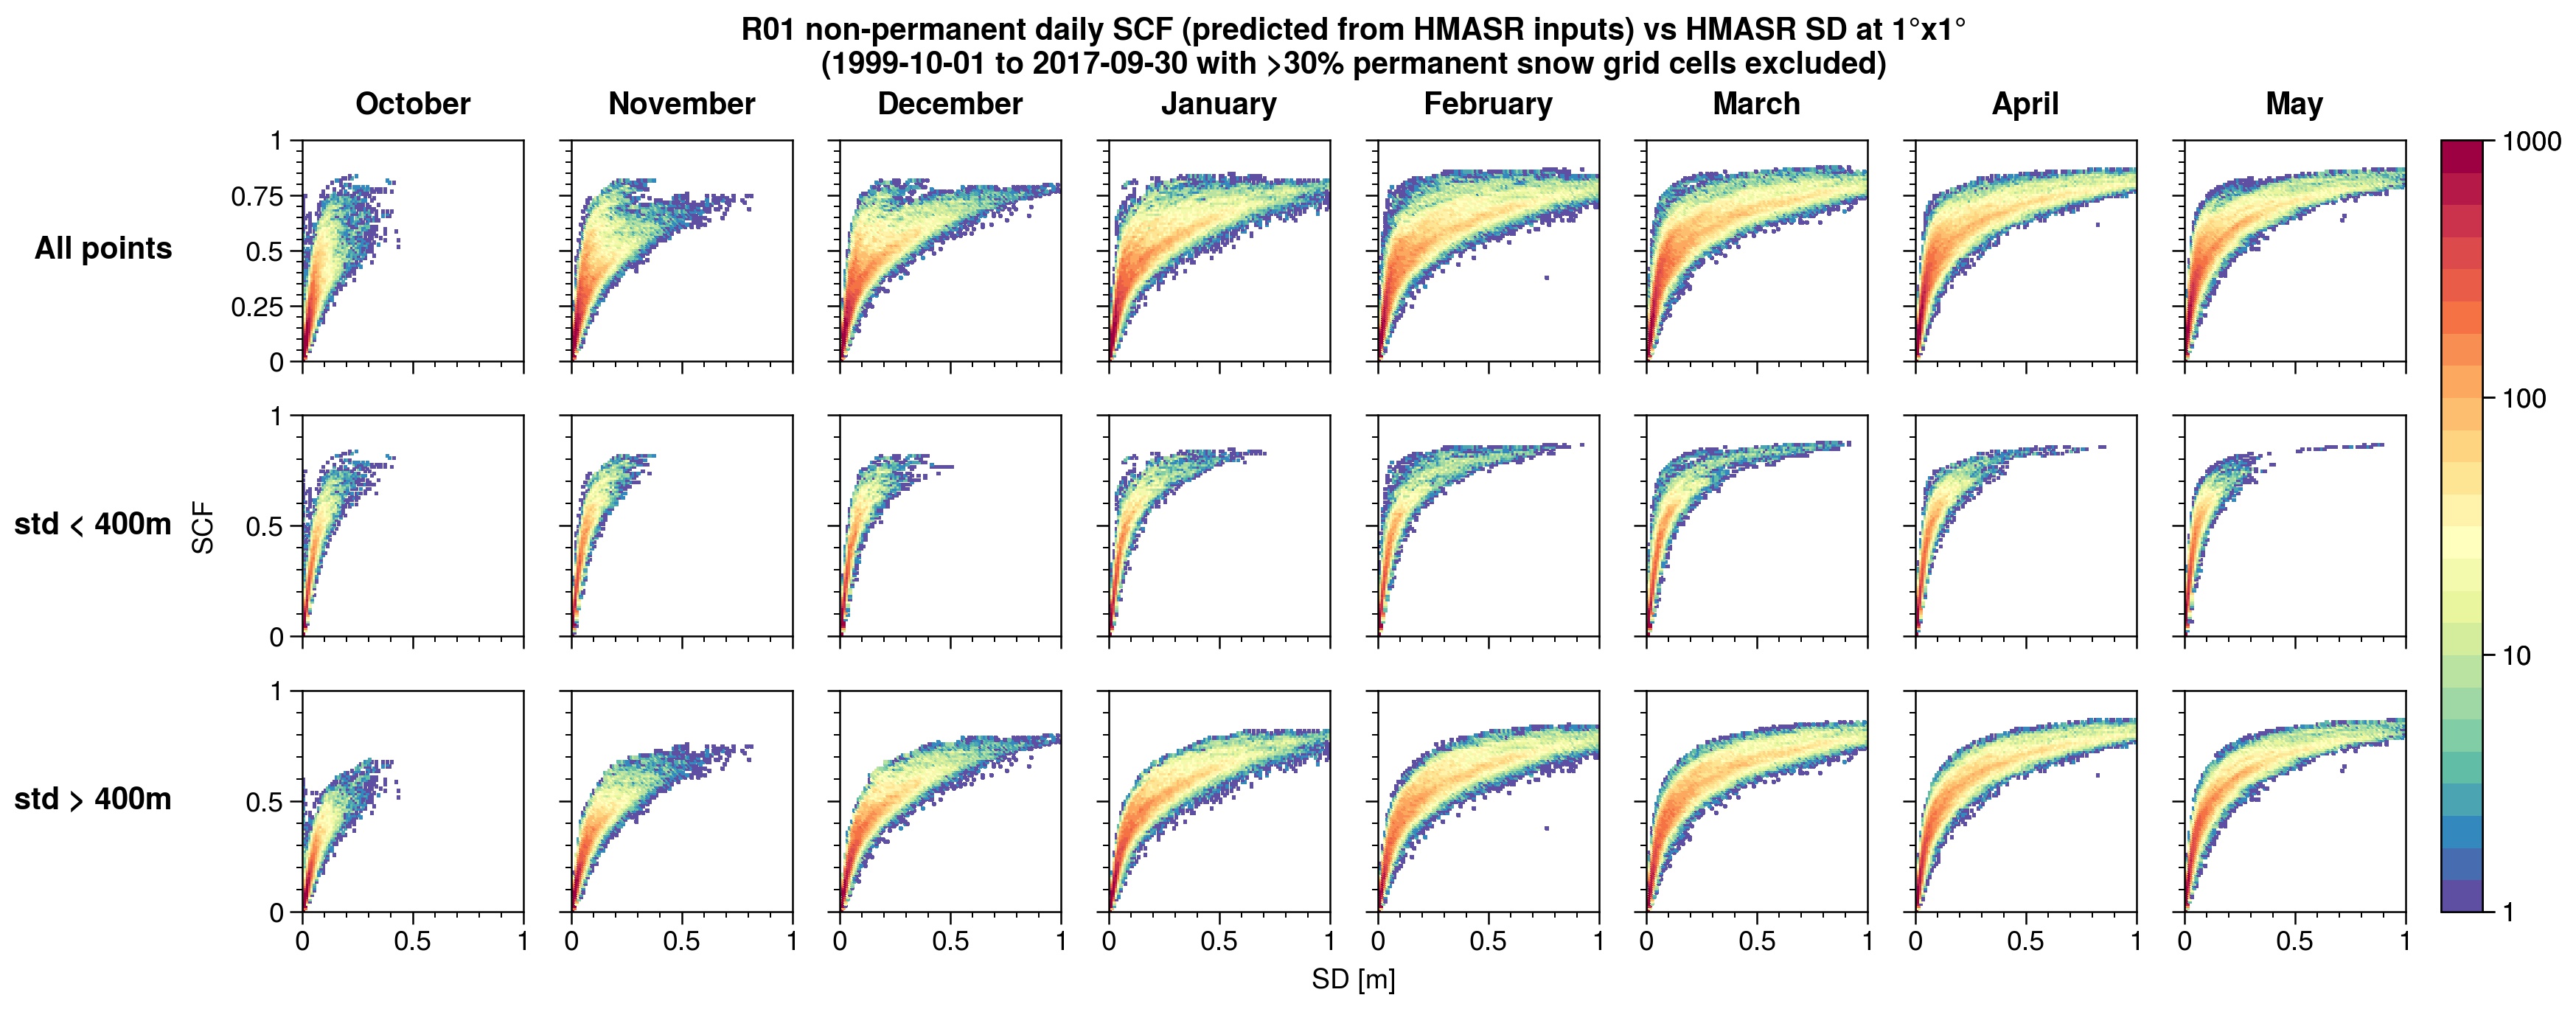 R01 non-permanent daily SCF (predicted from HMASR inputs) vs HMASR SD at 1°x1°
(1999-10-01 to 2017-09-30 with >30% permanent snow grid cells excluded)
October November December January February March April May
All points
1
0.75
0.5
0.25
0
std < 400m
SCF
1
0.5
0
std > 400m
1
0.5
0
0 0.5 1 0 0.5 1 0 0.5 1 0 0.5 1 0 0.5 1 0 0.5 1 0 0.5 1 0 0.5 1
SD [m]
1000
100
10
1